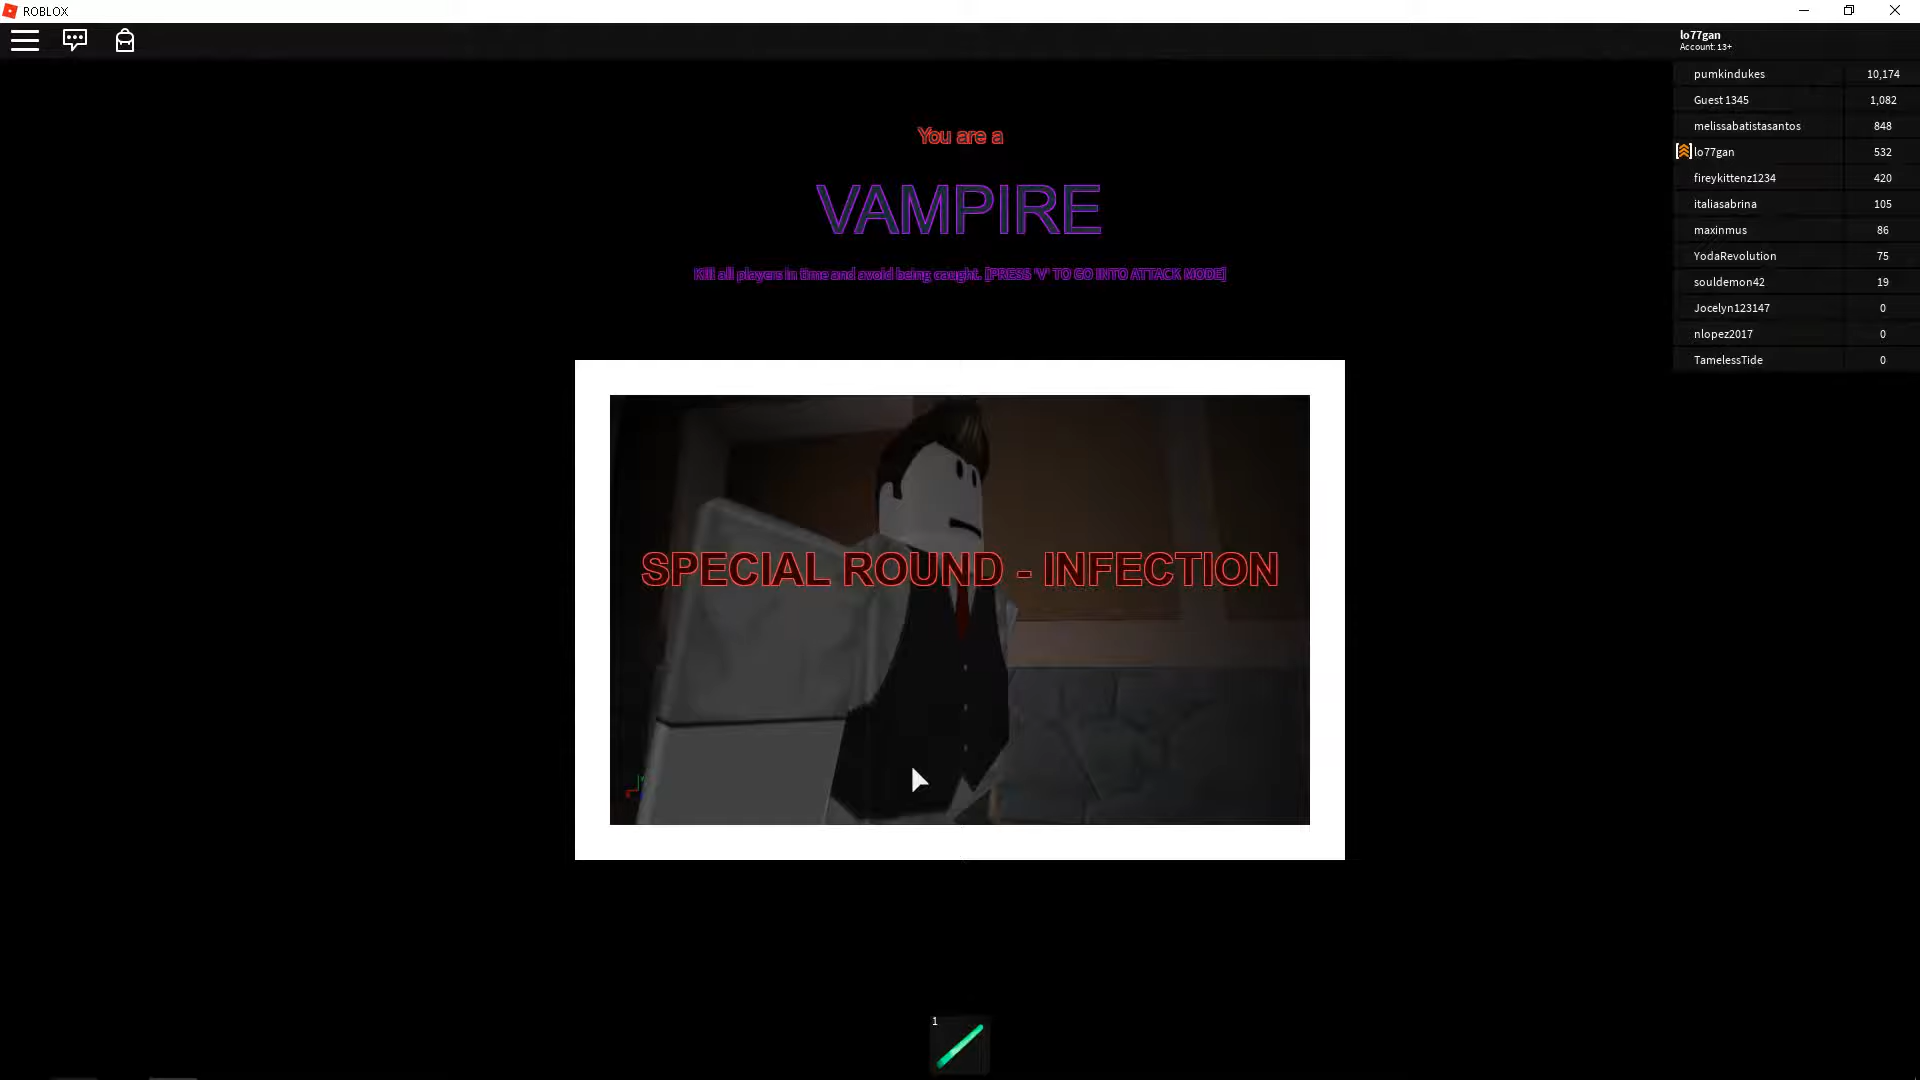 ROBLOX
lo77gan
Account: 13+
pumkindukes 10,174
Guest 1345 1,082
melissabatistasantos 848
lo77gan 532
fireykittenz1234 420
italiasabrina 105
maxinmus 86
YodaRevolution 75
souldemon42 19
Jocelyn123147 0
nlopez2017 0
TamelessTide 0
You are a
VAMPIRE
Kill all players in time and avoid being caught. [PRESS 'V' TO GO INTO ATTACK MODE]
SPECIAL ROUND - INFECTION
1